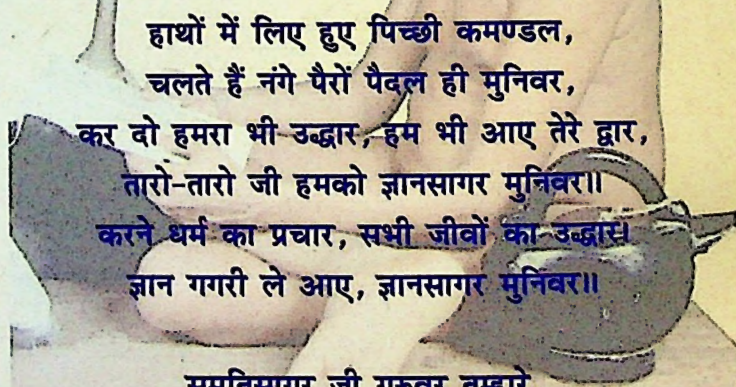 हाथों में लिए हुए पिच्छी कमण्डल,
चलते हैं नंगे पैरों पैदल ही मुनिवर,
कर दो हमरा भी उद्धार, हम भी आए तेरे द्वार,
तारो-तारो जी हमको ज्ञानसागर मुनिवर॥
करने धर्म का प्रचार, सभी जीवों का उद्धार।
ज्ञान गगरी ले आए, ज्ञानसागर मुनिवर॥
जी गुरुवर